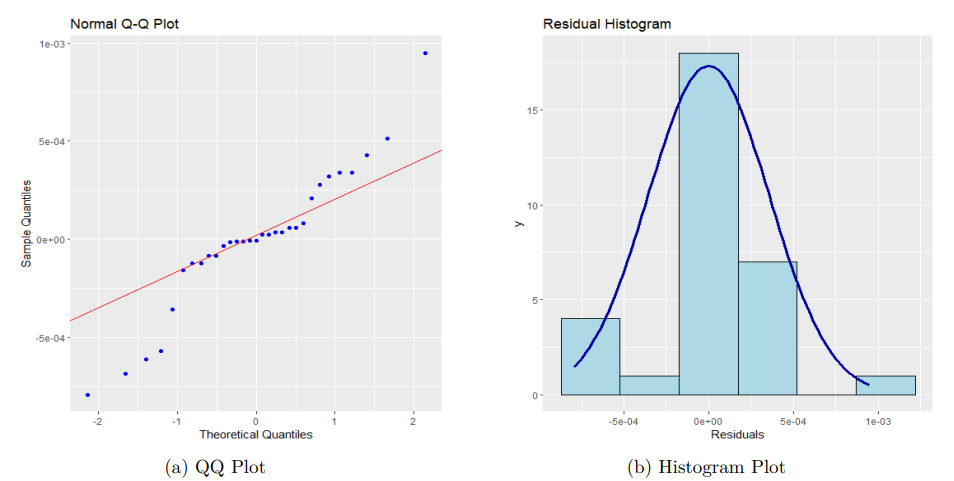 Normal Q-Q Plot
1e-03
5e-04
0e+00
-5e-04
Sample Quantiles
-2 -1 0 1 2
Theoretical Quantiles
(a) QQ Plot
Residual Histogram
15
10
5
0
y
-5e-04 0e+00 5e-04 1e-03
Residuals
(b) Histogram Plot